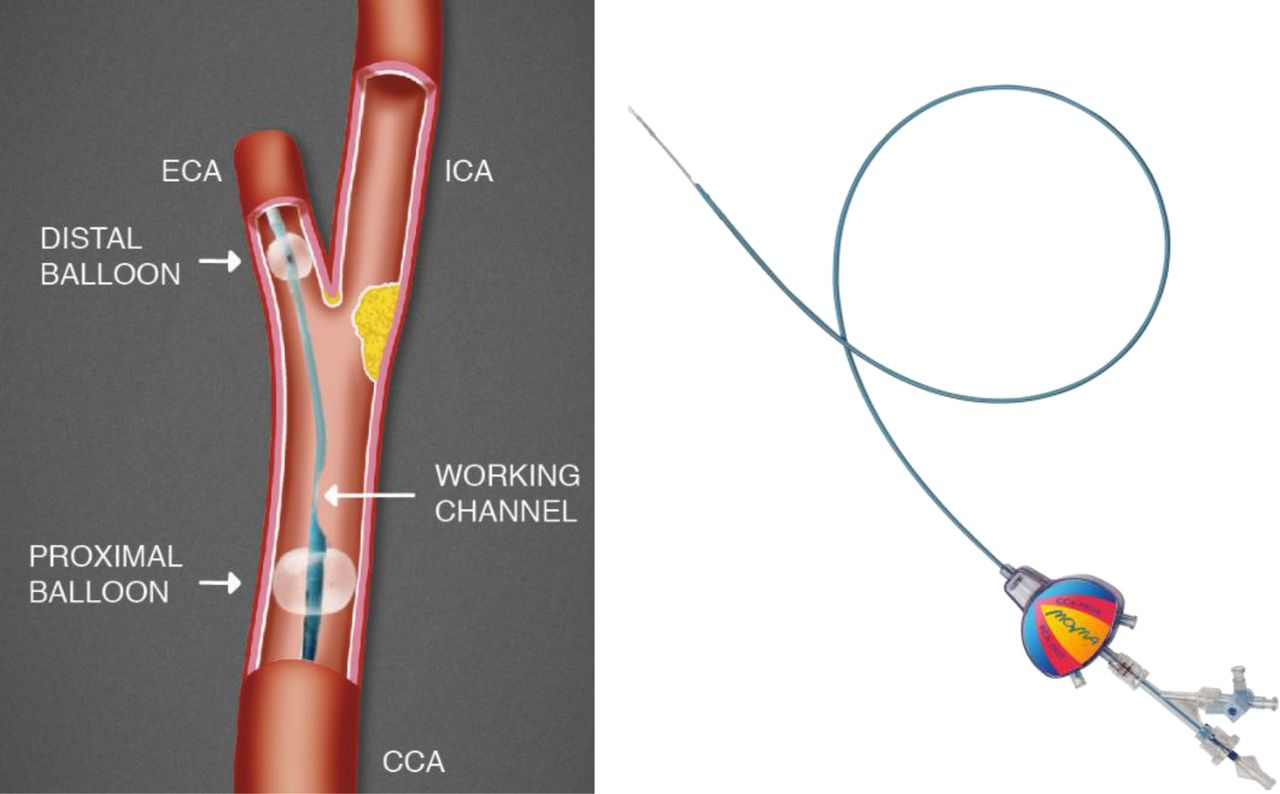 ECA
ICA
DISTAL
BALLOON
WORKING
CHANNEL
PROXIMAL
BALLOON
CCA
MOMA